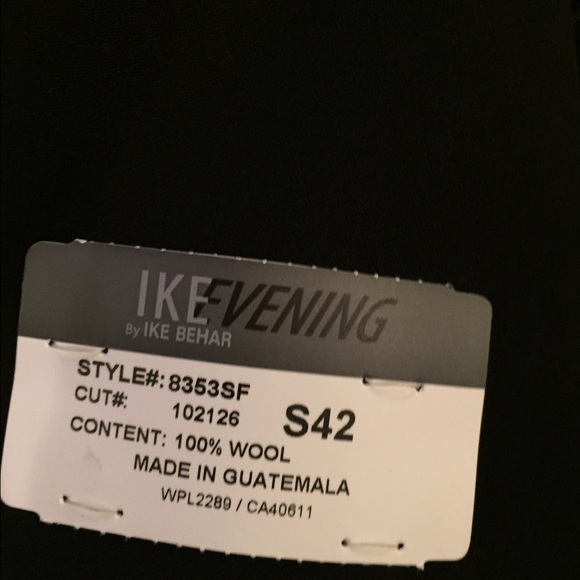 IKE EVENING
By IKE BEHAR
STYLE#: 8353SF
CUT#: 102126
S42
CONTENT: 100% WOOL
MADE IN GUATEMALA
WPL2289 / CA40611